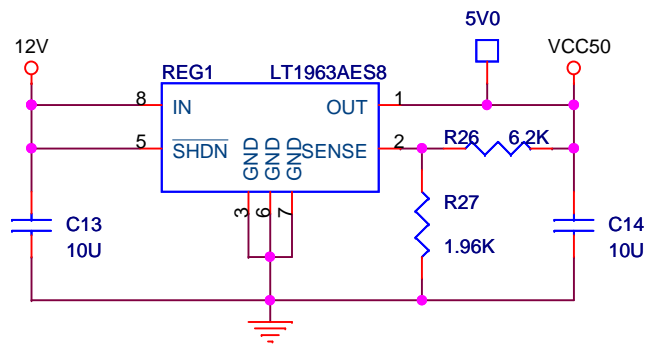 5V0
12V
VCC50
REG1
LT1963AES8
8
IN
OUT
1
5
SHDN
GND
GND
GND
SENSE
2
R26
6.2K
3
6
7
R27
1.96K
C13
10U
C14
10U